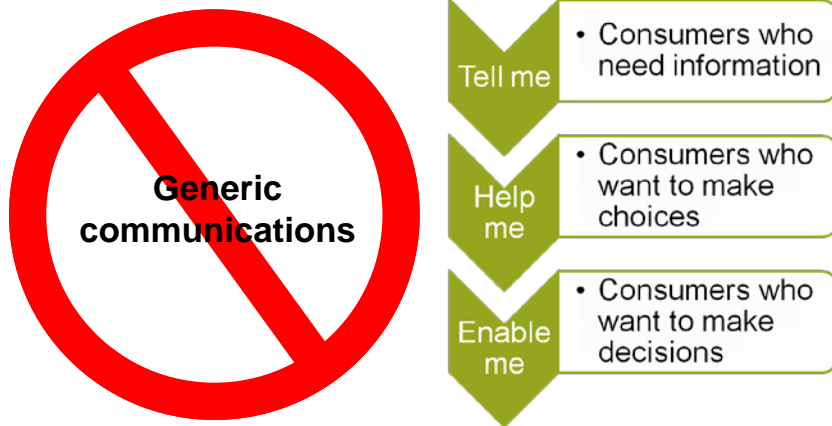 Generic
communications
Tell me
• Consumers who
need information
Help
me
• Consumers who
want to make
choices
Enable
me
• Consumers who
want to make
decisions